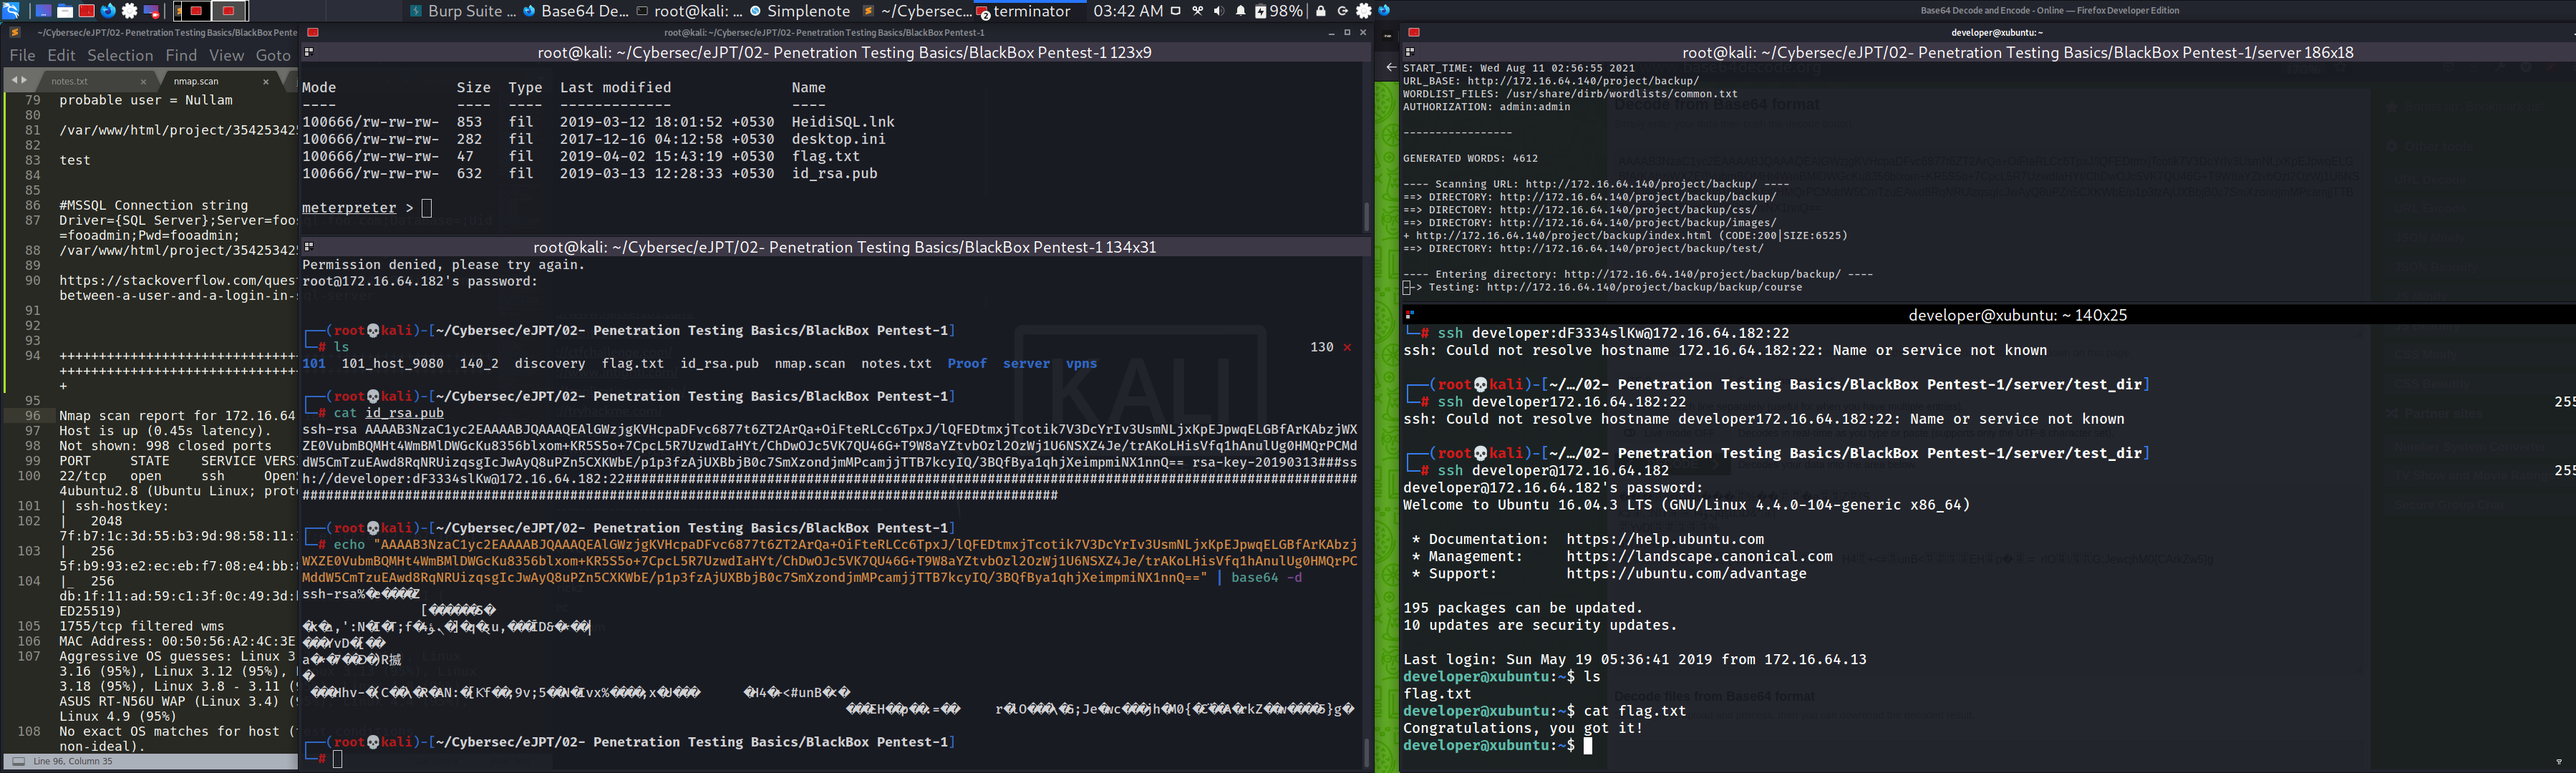 Burp Suite ...
Base64 De...
root@kali: ...
Simplenote
~/Cybersec...
2
terminator
03:42 AM
98%
Base64 Decode and Encode - Online — Firefox Developer Edition
~/Cybersec/eJPT/02- Penetration Testing Basics/BlackBox Pente
File Edit Selection Find View Goto
notes.txt
nmap.scan
79 probable user = Nullam
80
81 /var/www/html/project/354253425
82
83 test
84
85
86 #MSSQL Connection string
87 Driver={SQL Server};Server=foos
=fooadmin;Pwd=fooadmin;
88 /var/www/html/project/354253425
89
90 https://stackoverflow.com/ques
between-a-user-and-a-login-in-s
91
92
93
94 ++++++++++++++++++++++++++++++
++++++++++++++++++++++++++++++
+
95
96 Nmap scan report for 172.16.64
97 Host is up (0.45s latency).
98 Not shown: 998 closed ports
99 PORT STATE SERVICE VERS
100 22/tcp open ssh Open
4ubuntu2.8 (Ubuntu Linux; proto
101 | ssh-hostkey:
102 | 2048
7f:b7:1c:3d:55:b3:9d:98:58:11:
103 | 256
5f:b9:93:e2:ec:eb:f7:08:e4:bb:
104 |_ 256
db:1f:11:ad:59:c1:3f:0c:49:3d:
ED25519)
105 1755/tcp filtered wms
106 MAC Address: 00:50:56:A2:4C:3E
107 Aggressive OS guesses: Linux 3
3.16 (95%), Linux 3.12 (95%),
3.18 (95%), Linux 3.8 - 3.11 (
ASUS RT-N56U WAP (Linux 3.4) (
Linux 4.9 (95%)
108 No exact OS matches for host (
non-ideal).
Line 96, Column 35
root@kali: ~/Cybersec/eJPT/02- Penetration Testing Basics/BlackBox Pentest-1
root@kali: ~/Cybersec/eJPT/02- Penetration Testing Basics/BlackBox Pentest-1 123x9
Mode Size Type Last modified Name
---- ---- ---- ------------- ----
100666/rw-rw-rw- 853 fil 2019-03-12 18:01:52 +0530 HeidiSQL.lnk
100666/rw-rw-rw- 282 fil 2017-12-16 04:12:58 +0530 desktop.ini
100666/rw-rw-rw- 47 fil 2019-04-02 15:43:19 +0530 flag.txt
100666/rw-rw-rw- 632 fil 2019-03-13 12:28:33 +0530 id_rsa.pub
meterpreter >
root@kali: ~/Cybersec/eJPT/02- Penetration Testing Basics/BlackBox Pentest-1 134x31
Permission denied, please try again.
root@172.16.64.182's password:
(root💀kali)-[~/Cybersec/eJPT/02- Penetration Testing Basics/BlackBox Pentest-1]
# ls
130 ⨯
101 101_host_9080 140_2 discovery flag.txt id_rsa.pub nmap.scan notes.txt Proof server vpns
(root💀kali)-[~/Cybersec/eJPT/02- Penetration Testing Basics/BlackBox Pentest-1]
# cat id_rsa.pub
ssh-rsa AAAAB3NzaC1yc2EAAAABJQAAAQEAlGWzjgKVHcpaDFvc6877t6ZT2ArQa+OiFteRLCc6TpxJ/lQFEDtmxjTcotik7V3DcYrIv3UsmNLjxKpEJpwqELGBfArKAbzjWX
ZE0VubmBQMHt4WmBMlDWGcKu8356blxom+KR5S5o+7CpcL5R7UzwdIaHYt/ChDwOJc5VK7QU46G+T9W8aYZtvbOzl2OzWj1U6NSXZ4Je/trAKoLHisVfq1hAnulUg0HMQrPCMd
dW5CmTzuEAwd8RqNRUizqsgIcJwAyQ8uPZn5CXKWbE/p1p3fzAjUXBbjB0c7SmXzondjmMPcamjjTTB7kcyIQ/3BQfBya1qhjXeimpmiNX1nnQ== rsa-key-20190313###ss
h://developer:dF3334slKw@172.16.64.182:22#############################################################################################
################################################################################################
(root💀kali)-[~/Cybersec/eJPT/02- Penetration Testing Basics/BlackBox Pentest-1]
# echo "AAAAB3NzaC1yc2EAAAABJQAAAQEAlGWzjgKVHcpaDFvc6877t6ZT2ArQa+OiFteRLCc6TpxJ/lQFEDtmxjTcotik7V3DcYrIv3UsmNLjxKpEJpwqELGBfArKAbzj
WXZE0VubmBQMHt4WmBMlDWGcKu8356blxom+KR5S5o+7CpcL5R7UzwdIaHYt/ChDwOJc5VK7QU46G+T9W8aYZtvbOzl2OzWj1U6NSXZ4Je/trAKoLHisVfq1hAnulUg0HMQrPC
MddW5CmTzuEAwd8RqNRUizqsgIcJwAyQ8uPZn5CXKWbE/p1p3fzAjUXBbjB0c7SmXzondjmMPcamjjTTB7kcyIQ/3BQfBya1qhjXeimpmiNX1nnQ==" | base64 -d
ssh-rsa%
(root💀kali)-[~/Cybersec/eJPT/02- Penetration Testing Basics/BlackBox Pentest-1]
#
developer@xubuntu: ~
root@kali: ~/Cybersec/eJPT/02- Penetration Testing Basics/BlackBox Pentest-1/server 186x18
START_TIME: Wed Aug 11 02:56:55 2021
URL_BASE: http://172.16.64.140/project/backup/
WORDLIST_FILES: /usr/share/dirb/wordlists/common.txt
AUTHORIZATION: admin:admin
-----------------
GENERATED WORDS: 4612
---- Scanning URL: http://172.16.64.140/project/backup/ ----
==> DIRECTORY: http://172.16.64.140/project/backup/backup/
==> DIRECTORY: http://172.16.64.140/project/backup/css/
==> DIRECTORY: http://172.16.64.140/project/backup/images/
+ http://172.16.64.140/project/backup/index.html (CODE:200|SIZE:6525)
==> DIRECTORY: http://172.16.64.140/project/backup/test/
---- Entering directory: http://172.16.64.140/project/backup/backup/ ----
--> Testing: http://172.16.64.140/project/backup/backup/course
developer@xubuntu: ~ 140x25
# ssh developer:dF3334slKw@172.16.64.182:22
ssh: Could not resolve hostname 172.16.64.182:22: Name or service not known
(root💀kali)-[~/…/02- Penetration Testing Basics/BlackBox Pentest-1/server/test_dir]
# ssh developer172.16.64.182:22
255
ssh: Could not resolve hostname developer172.16.64.182:22: Name or service not known
(root💀kali)-[~/…/02- Penetration Testing Basics/BlackBox Pentest-1/server/test_dir]
# ssh developer@172.16.64.182
255
developer@172.16.64.182's password:
Welcome to Ubuntu 16.04.3 LTS (GNU/Linux 4.4.0-104-generic x86_64)
* Documentation: https://help.ubuntu.com
* Management: https://landscape.canonical.com
* Support: https://ubuntu.com/advantage
195 packages can be updated.
10 updates are security updates.
Last login: Sun May 19 05:36:41 2019 from 172.16.64.13
developer@xubuntu:~$ ls
flag.txt
developer@xubuntu:~$ cat flag.txt
Congratulations, you got it!
developer@xubuntu:~$